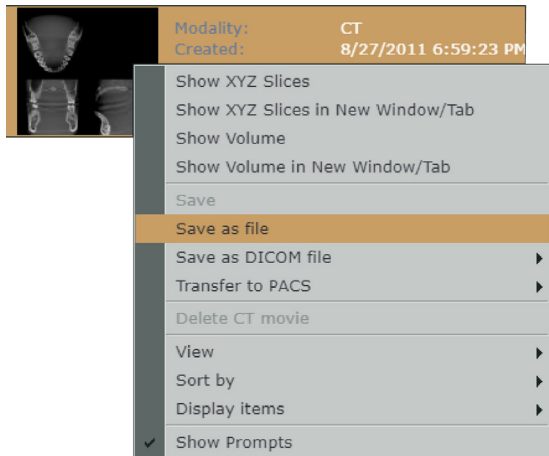 Modality: CT
Created: 8/27/2011 6:59:23 PM
Show XYZ Slices
Show XYZ Slices in New Window/Tab
Show Volume
Show Volume in New Window/Tab
Save
Save as file
Save as DICOM file
Transfer to PACS
Delete CT movie
View
Sort by
Display items
Show Prompts